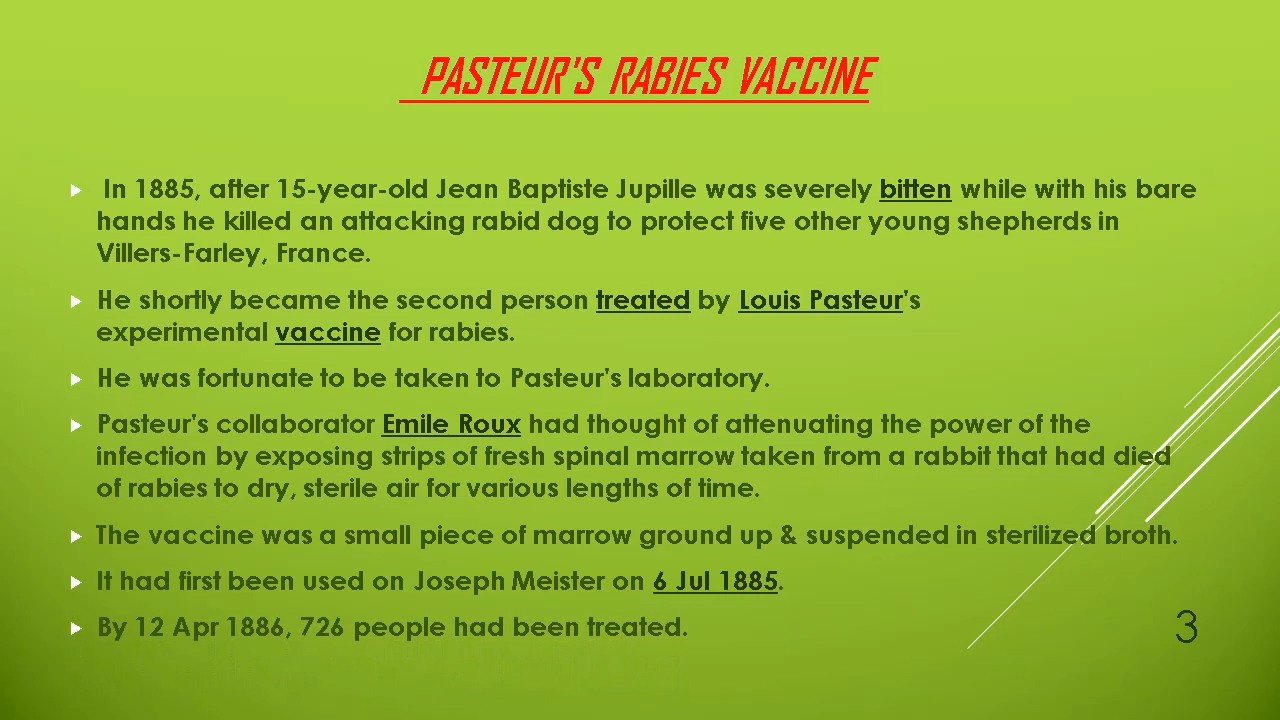 PASTEUR'S RABIES VACCINE
In 1885, after 15-year-old Jean Baptiste Jupille was severely bitten while with his bare
hands he killed an attacking rabid dog to protect five other young shepherds in
Villers-Farley, France.
He shortly became the second person treated by Louis Pasteur's
experimental vaccine for rabies.
He was fortunate to be taken to Pasteur's laboratory.
Pasteur's collaborator Emile Roux had thought of attenuating the power of the
infection by exposing strips of fresh spinal marrow taken from a rabbit that had died
of rabies to dry, sterile air for various lengths of time.
The vaccine was a small piece of marrow ground up & suspended in sterilized broth.
It had first been used on Joseph Meister on 6 Jul 1885.
By 12 Apr 1886, 726 people had been treated.
3